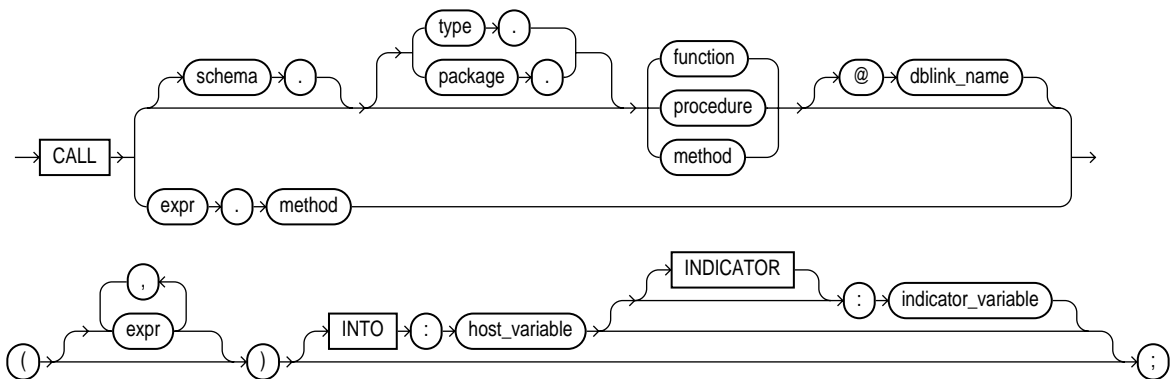 type .
schema . package . function @ dblink_name
procedure
CALL method
expr . method
INDICATOR
, : indicator_variable
expr INTO : host_variable
( ) ;